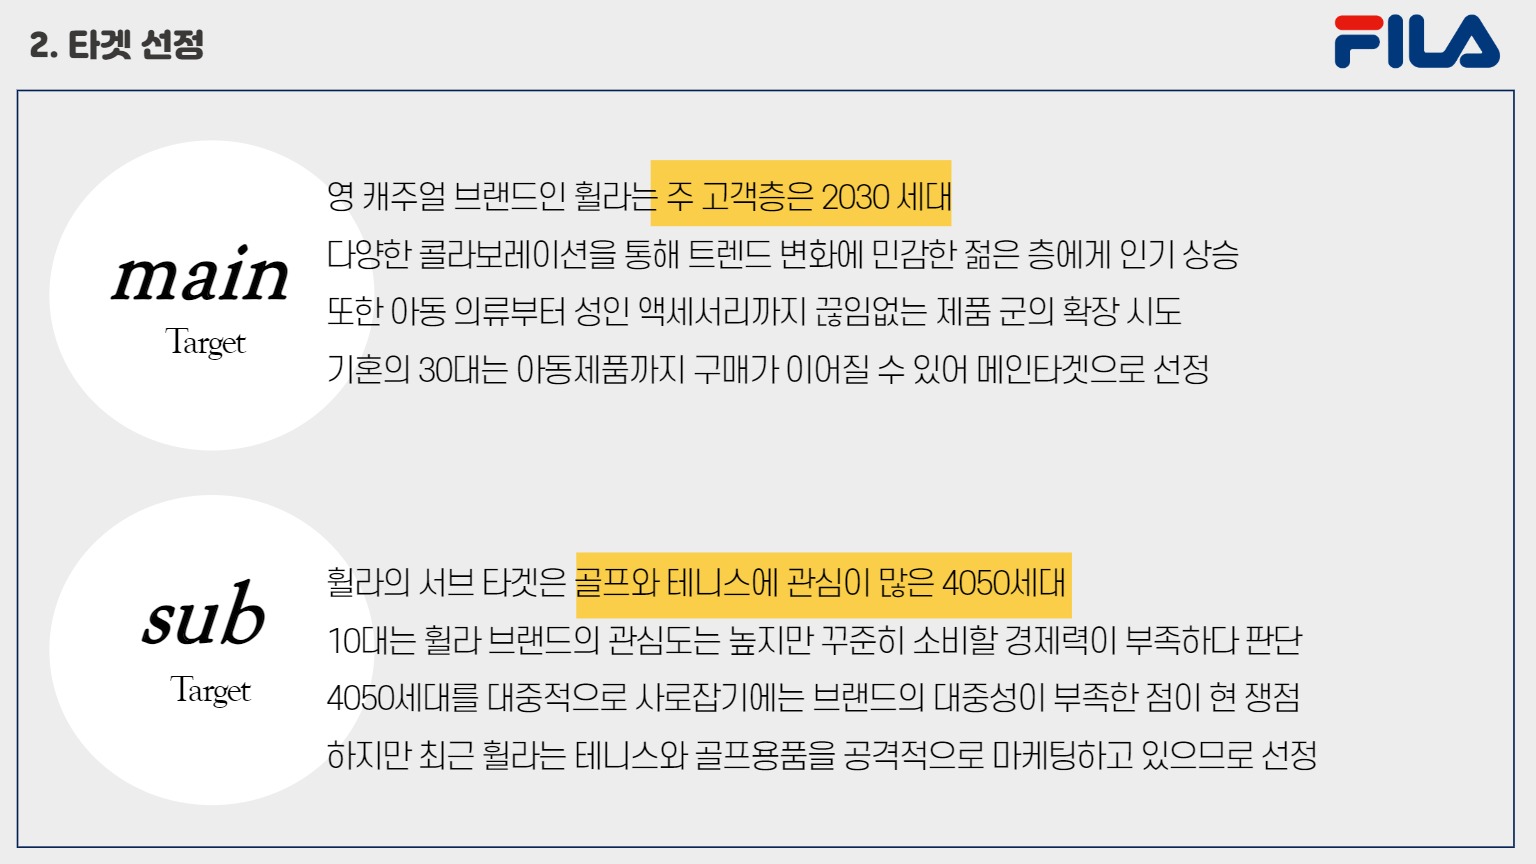 2. 타겟 선정
FILA
main
Target
영 캐주얼 브랜드인 휠라는 주 고객층은 2030 세대
다양한 콜라보레이션을 통해 트렌드 변화에 민감한 젊은 층에게 인기 상승
또한 아동 의류부터 성인 액세서리까지 끊임없는 제품 군의 확장 시도
기혼의 30대는 아동제품까지 구매가 이어질 수 있어 메인타겟으로 선정
sub
Target
휠라의 서브 타겟은 골프와 테니스에 관심이 많은 4050세대
10대는 휠라 브랜드의 관심도는 높지만 꾸준히 소비할 경제력이 부족하다 판단
4050세대를 대중적으로 사로잡기에는 브랜드의 대중성이 부족한 점이 현 쟁점
하지만 최근 휠라는 테니스와 골프용품을 공격적으로 마케팅하고 있으므로 선정